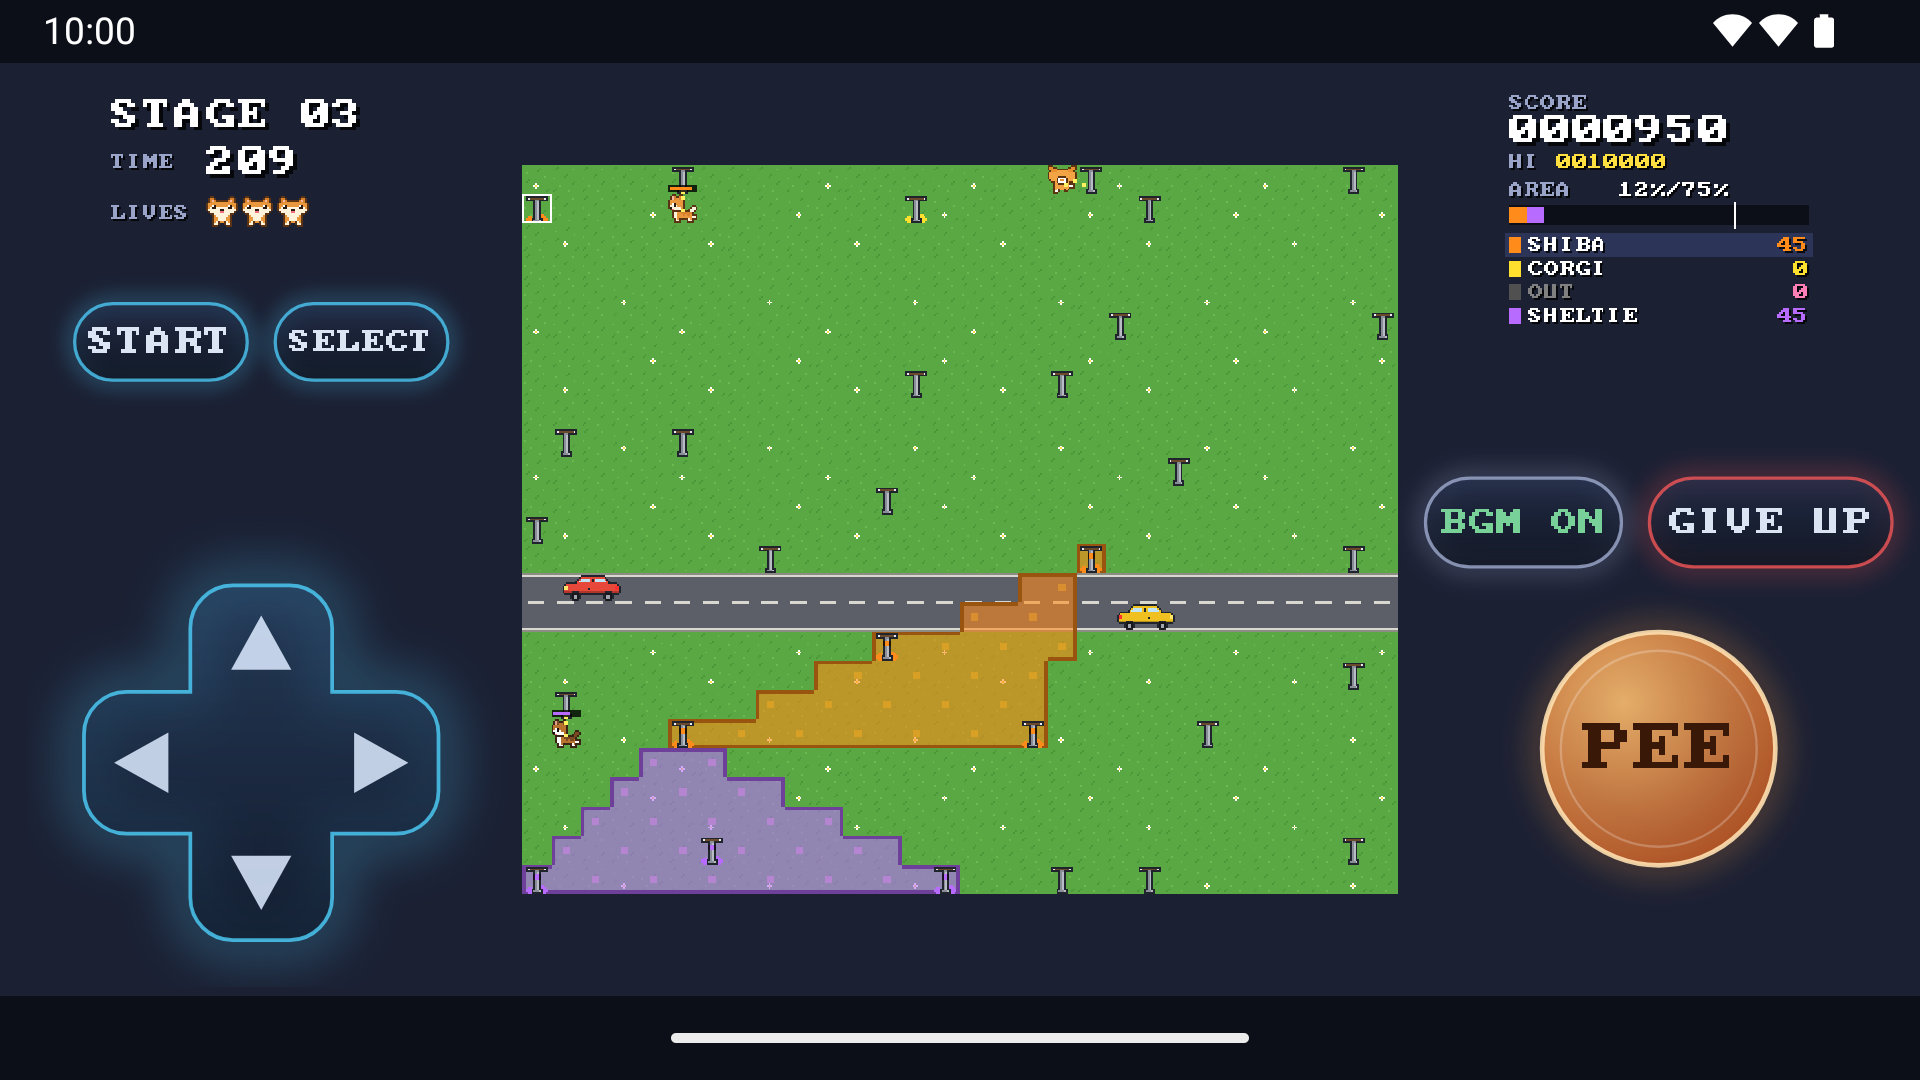 10:00
STAGE 03
TIME 209
LIVES
START
SELECT
SCORE
0000950
HI 0010000
AREA 12%/75%
SHIBA 45
CORGI 0
OUT 0
SHELTIE 45
BGM ON
GIVE UP
PEE